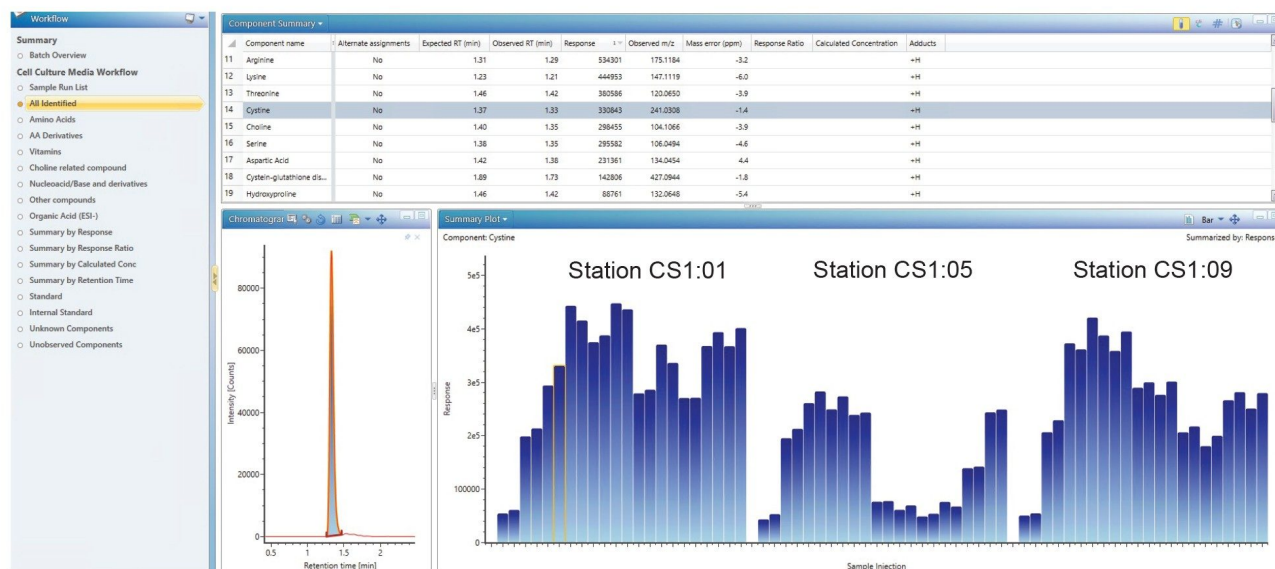 Workflow
Summary
Batch Overview
Cell Culture Media Workflow
Sample Run List
All Identified
Amino Acids
AA Derivatives
Vitamins
Choline related compound
Nucleoacid/Base and derivatives
Other compounds
Organic Acid (ESI-)
Summary by Response
Summary by Response Ratio
Summary by Calculated Conc
Summary by Retention Time
Standard
Internal Standard
Unknown Components
Unobserved Components
Component Summary
Component name Alternate assignments Expected RT (min) Observed RT (min) Response 1 Observed m/z Mass error (ppm) Response Ratio Calculated Concentration Adducts
11 Arginine No 1.31 1.29 534301 175.1184 -3.2 +H
12 Lysine No 1.23 1.21 444953 147.1119 -6.0 +H
13 Threonine No 1.46 1.42 380586 120.0650 -3.9 +H
14 Cystine No 1.37 1.33 330843 241.0308 -1.4 +H
15 Choline No 1.40 1.35 298455 104.1066 -3.9 +H
16 Serine No 1.38 1.35 295582 106.0494 -4.6 +H
17 Aspartic Acid No 1.42 1.38 231361 134.0454 4.4 +H
18 Cystein-glutathione dis... No 1.89 1.73 142806 427.0944 -1.8 +H
19 Hydroxyproline No 1.46 1.42 88761 132.0648 -5.4 +H
Chromatogra
80000
60000
40000
20000
0
Intensity [Counts]
0.5 1 1.5 2
Retention time [min]
Summary Plot
Bar
Component: Cystine
Summarized by: Respons
Station CS1:01 Station CS1:05 Station CS1:09
5e5
4e5
3e5
2e5
100000
0
Response
Sample Injection